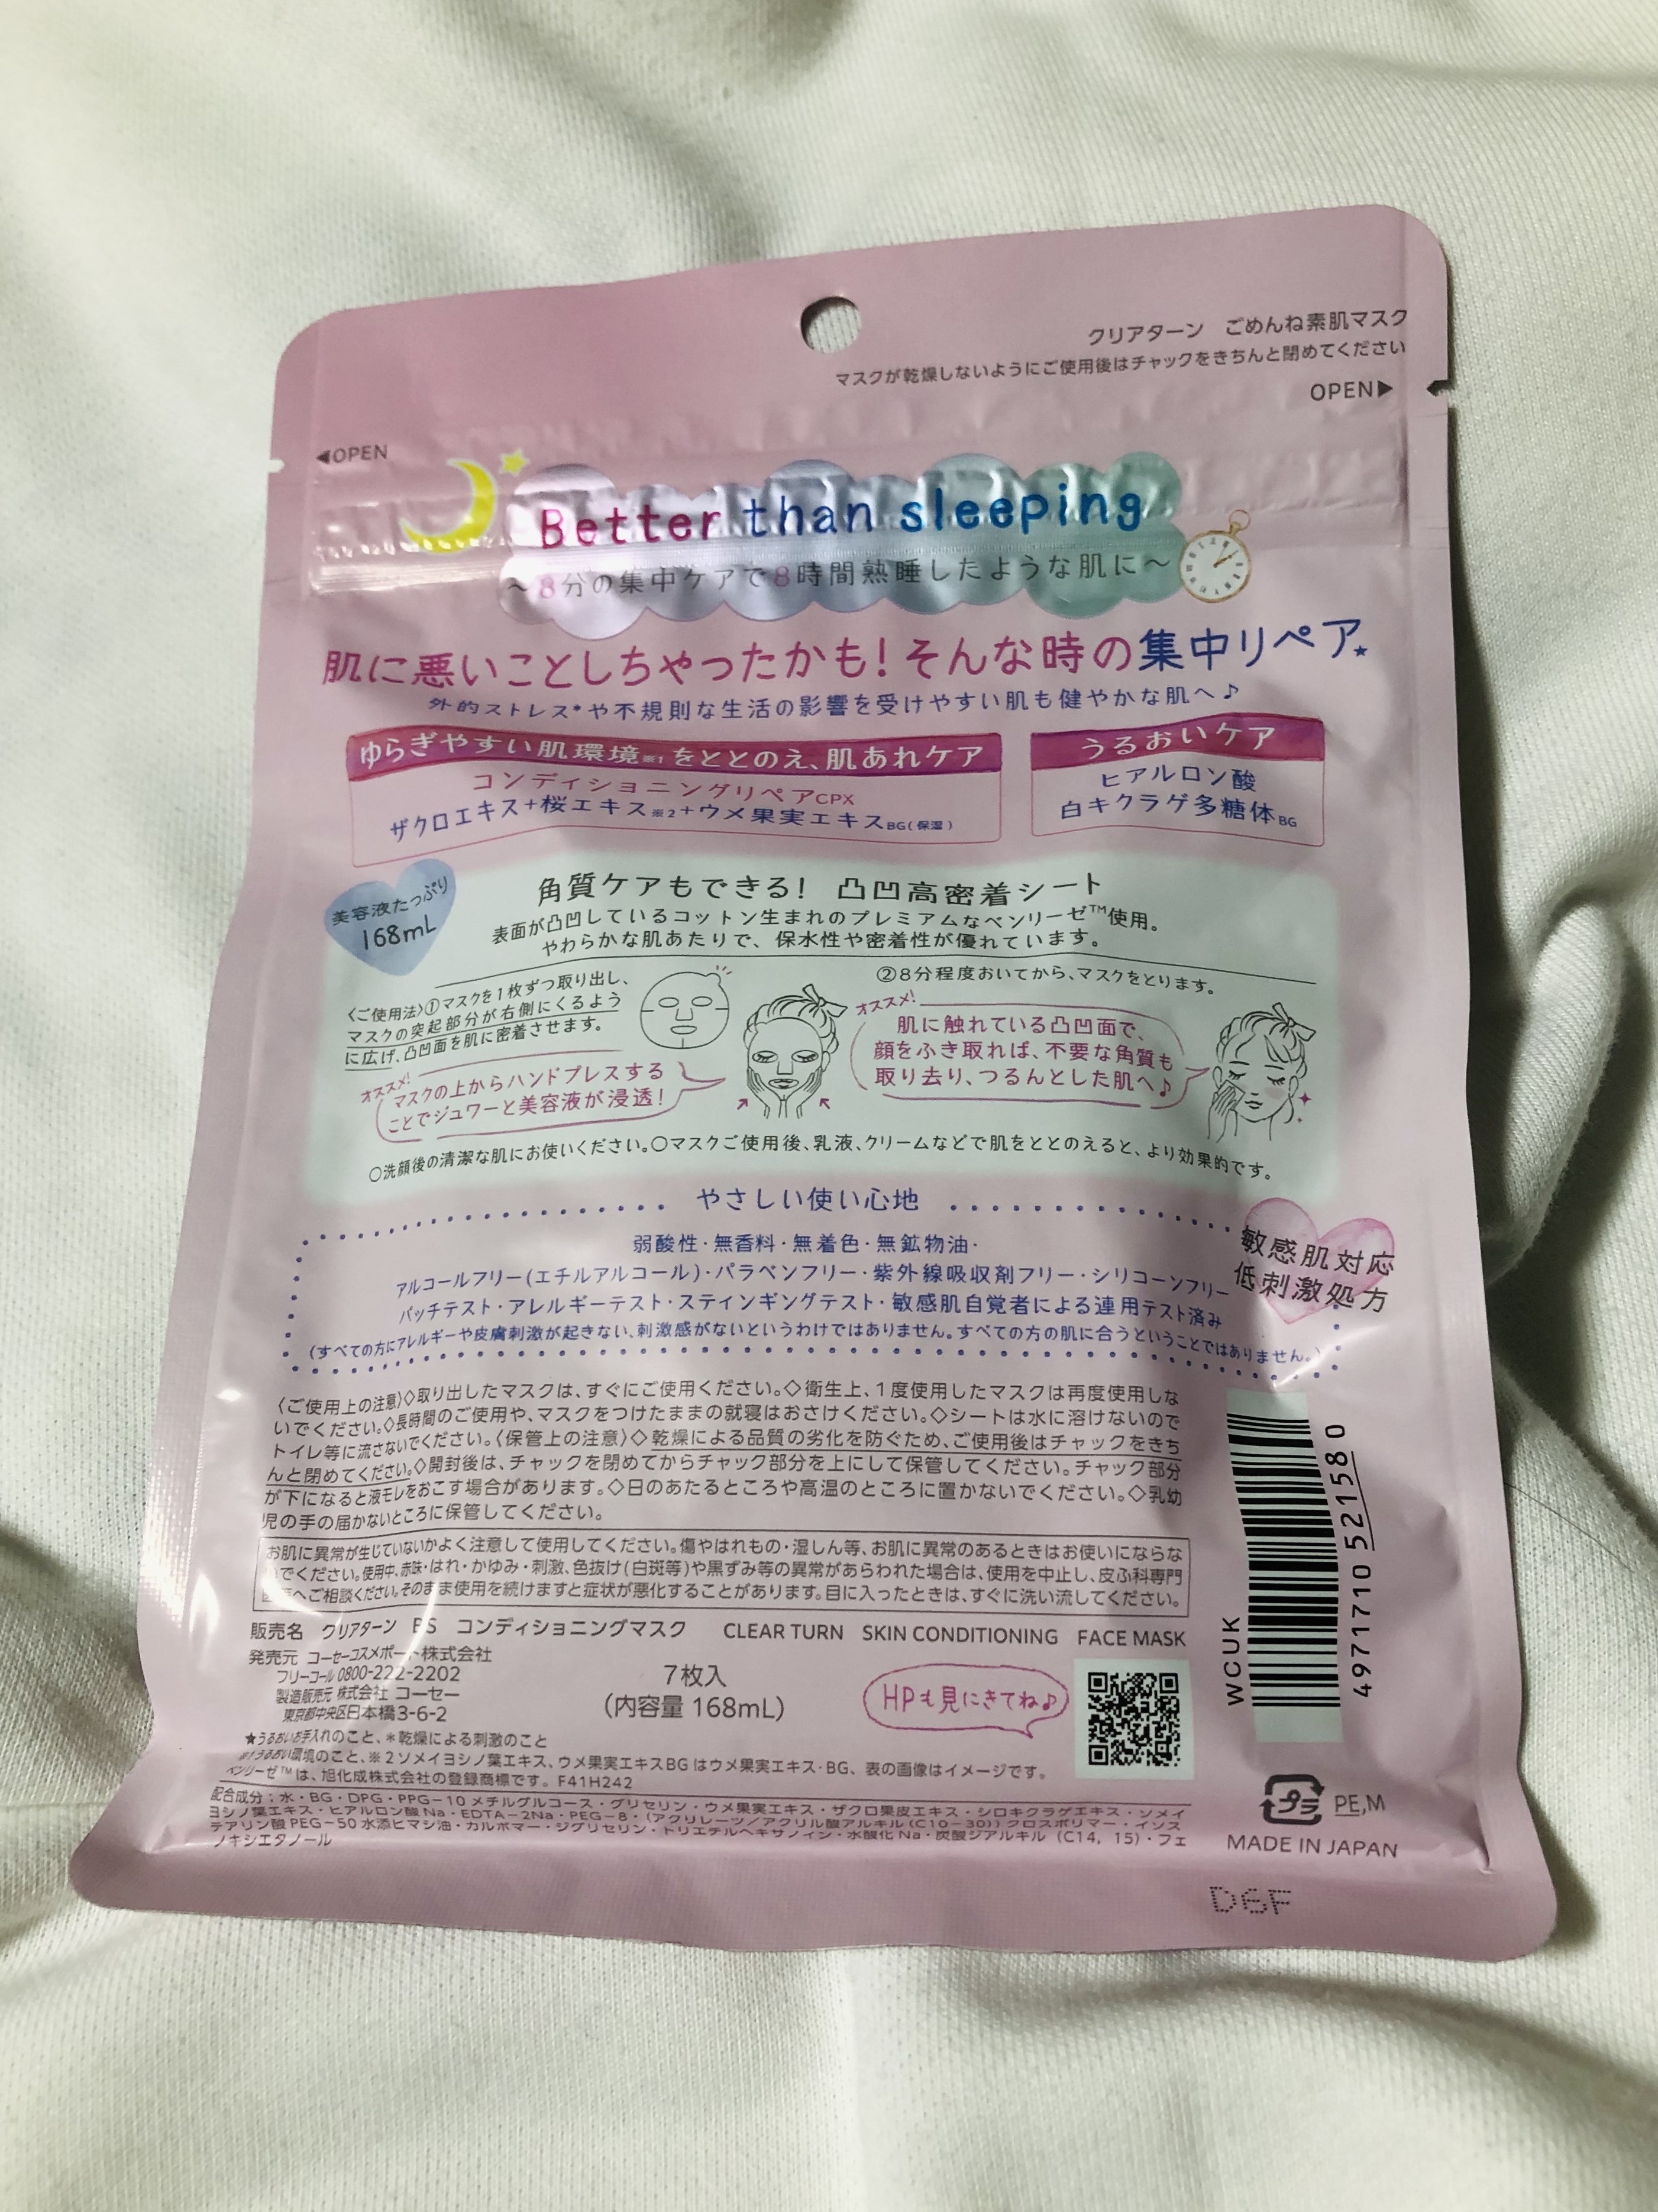 クリアターン　ごめんね素肌マスク
マスクが乾燥しないようにご使用後はチャックをきちんと閉めてください
OPEN▶
◀OPEN
Better than sleeping
～8分の集中ケアで8時間熟睡したような肌に～
肌に悪いことしちゃったかも！そんな時の集中リペア★
外的ストレス*や不規則な生活の影響を受けやすい肌も健やかな肌へ♪
ゆらぎやすい肌環境※1をととのえ、肌あれケア
コンディショニングリペアCPX
ザクロエキス+桜エキス※2+ウメ果実エキスBG(保湿)
うるおいケア
ヒアルロン酸
白キクラゲ多糖体BG
美容液たっぷり
168mL
角質ケアもできる！ 凸凹高密着シート
表面が凸凹しているコットン生まれのプレミアムなベンリーゼ™使用。
やわらかな肌あたりで、保水性や密着性が優れています。
〈ご使用法〉①マスクを1枚ずつ取り出し、
マスクの突起部分が右側にくるよう
に広げ、凸凹面を肌に密着させます。
オススメ！
マスクの上からハンドプレスする
ことでジュワーと美容液が浸透！
②8分程度おいてから、マスクをとります。
オススメ！
肌に触れている凸凹面で、
顔をふき取れば、不要な角質も
取り去り、つるんとした肌へ♪
○洗顔後の清潔な肌にお使いください。○マスクご使用後、乳液、クリームなどで肌をととのえると、より効果的です。
やさしい使い心地
弱酸性・無香料・無着色・無鉱物油・
アルコールフリー(エチルアルコール)・パラベンフリー・紫外線吸収剤フリー・シリコーンフリー
パッチテスト・アレルギーテスト・スティンギングテスト・敏感肌自覚者による連用テスト済み
(すべての方にアレルギーや皮膚刺激が起きない、刺激感がないというわけではありません。すべての方の肌に合うということではありません。)
敏感肌対応
低刺激処方
〈ご使用上の注意〉◇取り出したマスクは、すぐにご使用ください。◇衛生上、1度使用したマスクは再度使用しな
いでください。◇長時間のご使用や、マスクをつけたままの就寝はおさけください。◇シートは水に溶けないので
トイレ等に流さないでください。〈保管上の注意〉◇乾燥による品質の劣化を防ぐため、ご使用後はチャックをきち
んと閉めてください。◇開封後は、チャックを閉めてからチャック部分を上にして保管してください。チャック部分
が下になると液モレをおこす場合があります。◇日のあたるところや高温のところに置かないでください。◇乳幼
児の手の届かないところに保管してください。
お肌に異常が生じていないかよく注意して使用してください。傷やはれもの・湿しん等、お肌に異常のあるときはお使いにならな
いでください。使用中、赤味・はれ・かゆみ・刺激、色抜け(白斑等)や黒ずみ等の異常があらわれた場合は、使用を中止し、皮ふ科専門
医等へご相談ください。そのまま使用を続けますと症状が悪化することがあります。目に入ったときは、すぐに洗い流してください。
販売名　クリアターン　BS　コンディショニングマスク　CLEAR TURN　SKIN CONDITIONING　FACE MASK
発売元 コーセーコスメポート株式会社
フリーコール 0800-222-2202
製造販売元 株式会社 コーセー
東京都中央区日本橋3-6-2
7枚入
(内容量 168mL)
HPも見にきてね♪
★うるおいお手入れのこと、＊乾燥による刺激のこと
※1うるおい環境のこと、※2ソメイヨシノ葉エキス、ウメ果実エキスBGはウメ果実エキス・BG、表の画像はイメージです。
ベンリーゼ™は、旭化成株式会社の登録商標です。 F41H242
配合成分：水・BG・DPG・PPG-10 メチルグルコース・グリセリン・ウメ果実エキス・ザクロ果皮エキス・シロキクラゲエキス・ソメイ
ヨシノ葉エキス・ヒアルロン酸Na・EDTA-2Na・PEG-8・(アクリレーツ/アクリル酸アルキル(C10-30))クロスポリマー・イソス
テアリン酸PEG-50水添ヒマシ油・カルボマー・ジグリセリン・トリエチルヘキサノイン・水酸化Na・炭酸ジアルキル (C14, 15)・フェ
ノキシエタノール
WCUK
4971710 521580
プラ
PE,M
MADE IN JAPAN
D6F